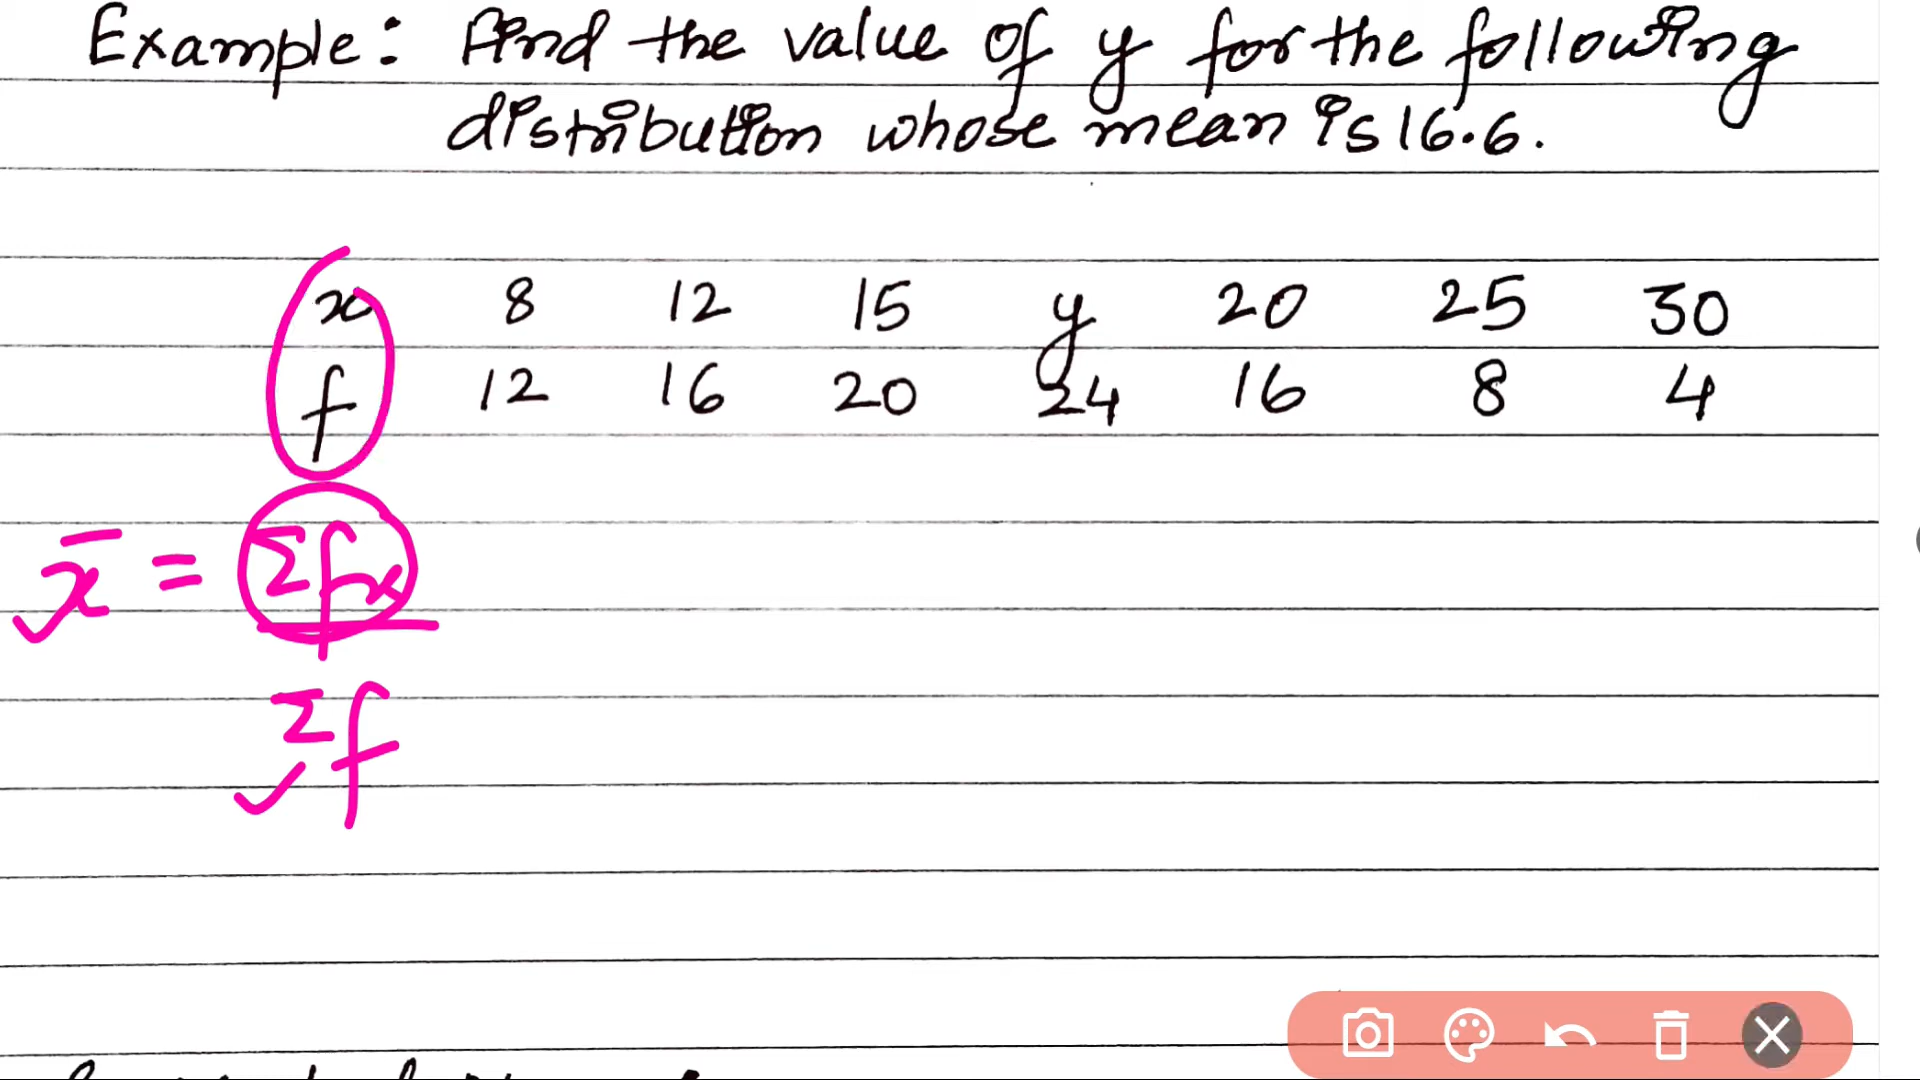 Example: Find the value of y for the following
distribution whose mean is 16.6.
x 8 12 15 y 20 25 30
f 12 16 20 24 16 8 4
x̄ = Σfx
Σf